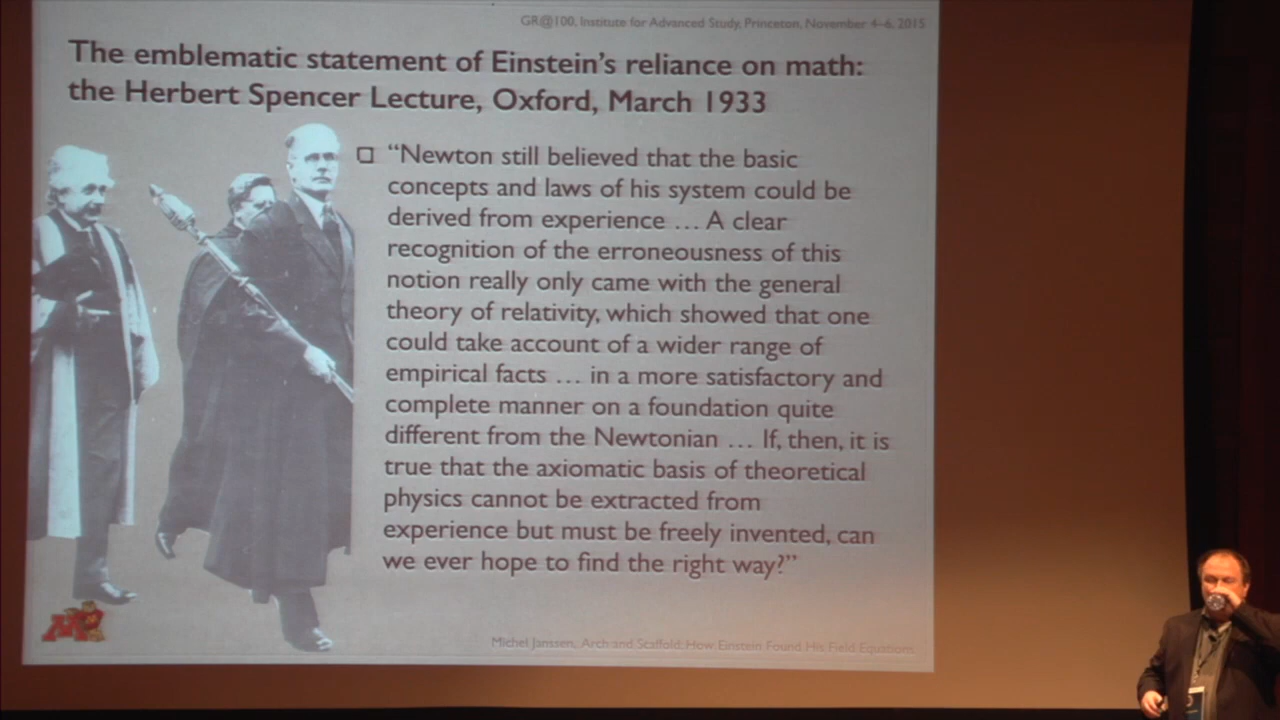 GR@100, Institute for Advanced Study, Princeton, November 4–6, 2015
The emblematic statement of Einstein's reliance on math:
the Herbert Spencer Lecture, Oxford, March 1933
“Newton still believed that the basic
concepts and laws of his system could be
derived from experience … A clear
recognition of the erroneousness of this
notion really only came with the general
theory of relativity, which showed that one
could take account of a wider range of
empirical facts … in a more satisfactory and
complete manner on a foundation quite
different from the Newtonian … If, then, it is
true that the axiomatic basis of theoretical
physics cannot be extracted from
experience but must be freely invented, can
we ever hope to find the right way?”
Michel Janssen, Arch and Scaffold: How Einstein Found His Field Equations